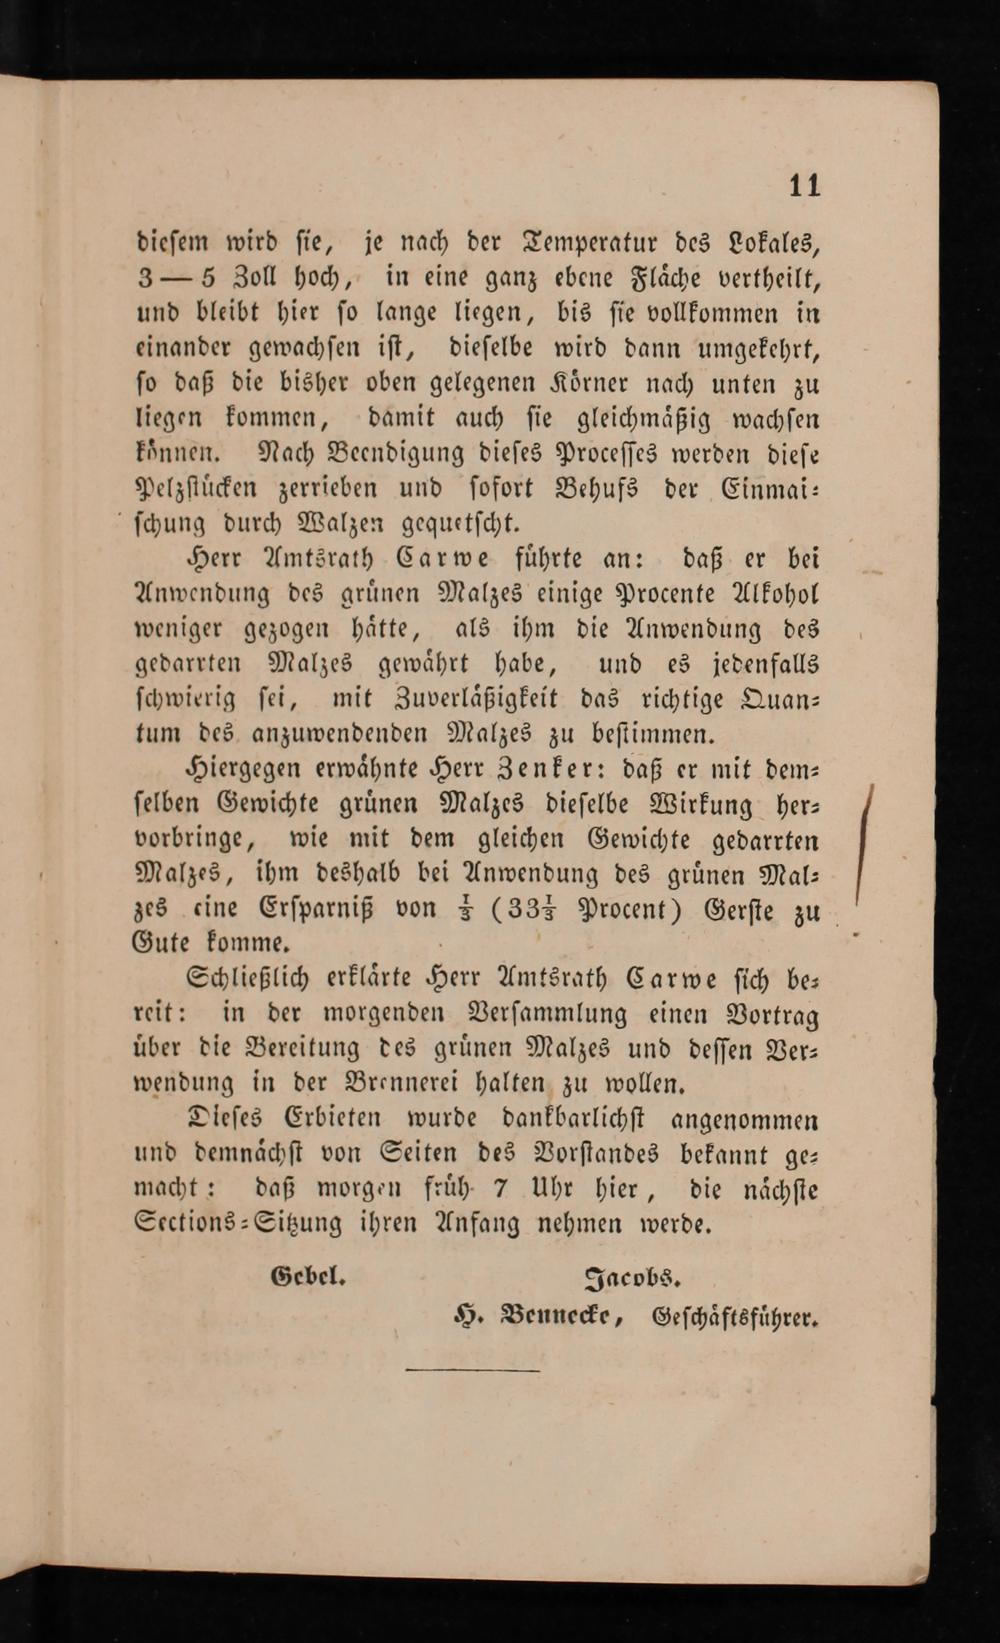 11
diesem wird sie, je nach der Temperatur des Lokales,
3 — 5 Zoll hoch, in eine ganz ebene Fläche vertheilt,
und bleibt hier so lange liegen, bis sie vollkommen in
einander gewachsen ist, dieselbe wird dann umgekehrt,
so daß die bisher oben gelegenen Körner nach unten zu
liegen kommen, damit auch sie gleichmäßig wachsen
können. Nach Beendigung dieses Processes werden diese
Pelzstücken zerrieben und sofort Behufs der Einmai-
schung durch Walzen gequetscht.
Herr Amtsrath Carwe führte an: daß er bei
Anwendung des grünen Malzes einige Procente Alkohol
weniger gezogen hätte, als ihm die Anwendung des
gedarrten Malzes gewährt habe, und es jedenfalls
schwierig sei, mit Zuverläßigkeit das richtige Quan-
tum des anzuwendenden Malzes zu bestimmen.
Hiergegen erwähnte Herr Zenker: daß er mit dem-
selben Gewichte grünen Malzes dieselbe Wirkung her-
vorbringe, wie mit dem gleichen Gewichte gedarrten
Malzes, ihm deshalb bei Anwendung des grünen Mal-
zes eine Ersparniß von ⅓ (33⅓ Procent) Gerste zu
Gute komme.
Schließlich erklärte Herr Amtsrath Carwe sich be-
reit: in der morgenden Versammlung einen Vortrag
über die Bereitung des grünen Malzes und dessen Ver-
wendung in der Brennerei halten zu wollen.
Dieses Erbieten wurde dankbarlichst angenommen
und demnächst von Seiten des Vorstandes bekannt ge-
macht: daß morgen früh 7 Uhr hier, die nächste
Sections-Sitzung ihren Anfang nehmen werde.
Gebel. Jacobs.
H. Bennecke, Geschäftsführer.